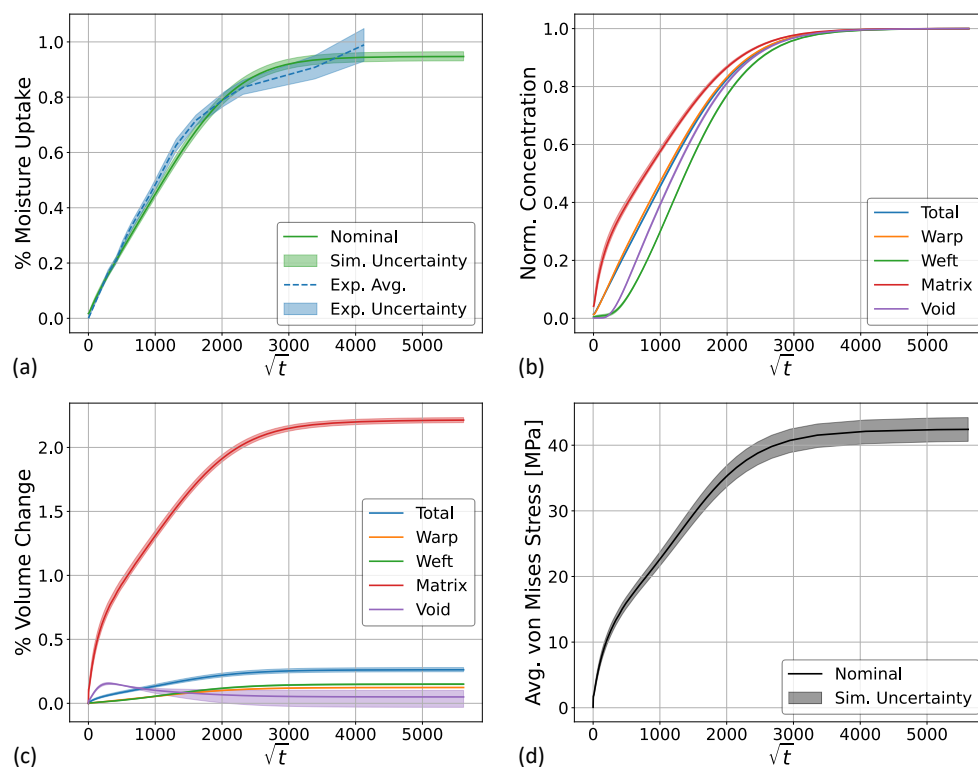 % Moisture Uptake
1.0
0.8
0.6
0.4
0.2
0.0
Nominal
Sim. Uncertainty
Exp. Avg.
Exp. Uncertainty
0 1000 2000 3000 4000 5000
√t
(a)
Norm. Concentration
1.0
0.8
0.6
0.4
0.2
0.0
Total
Warp
Weft
Matrix
Void
0 1000 2000 3000 4000 5000
√t
(b)
% Volume Change
2.0
1.5
1.0
0.5
0.0
Total
Warp
Weft
Matrix
Void
0 1000 2000 3000 4000 5000
√t
(c)
Avg. von Mises Stress [MPa]
40
30
20
10
0
Nominal
Sim. Uncertainty
0 1000 2000 3000 4000 5000
√t
(d)